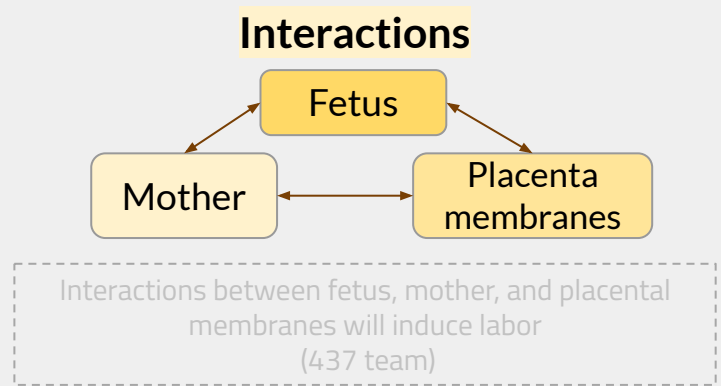 Interactions
Fetus
Mother
Placenta
membranes
Interactions between fetus, mother, and placental
membranes will induce labor
(437 team)